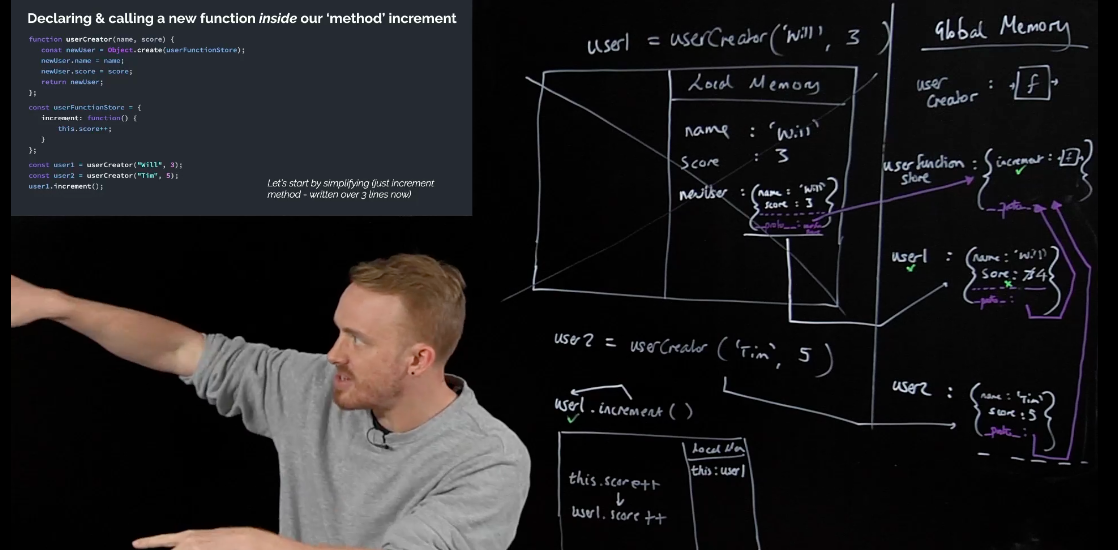 Declaring & calling a new function inside our ‘method’ increment
function userCreator(name, score) {
const newUser = Object.create(userFunctionStore);
newUser.name = name;
newUser.score = score;
return newUser;
};
const userFunctionStore = {
increment: function() {
this.score++;
}
};
const user1 = userCreator("Will", 3);
const user2 = userCreator("Tim", 5);
user1.increment();
Let's start by simplifying (just increment
method - written over 3 lines now)
user1 = userCreator('Will', 3 )
Local Memory
name : 'Will'
score : 3
newUser : { name : 'Will'
score : 3
__proto__ : }
user2 = userCreator ('Tim', 5 )
user1.increment( )
Local Mem
this : user1
this.score++
↓
user1.score ++
Global Memory
user
Creator : f
userfunction
store : { increment : f
__proto__ }
user1 : { name : 'Will'
score : 3 4
__proto__ : }
user2 : { name : 'Tim'
score : 5
__proto__ : }